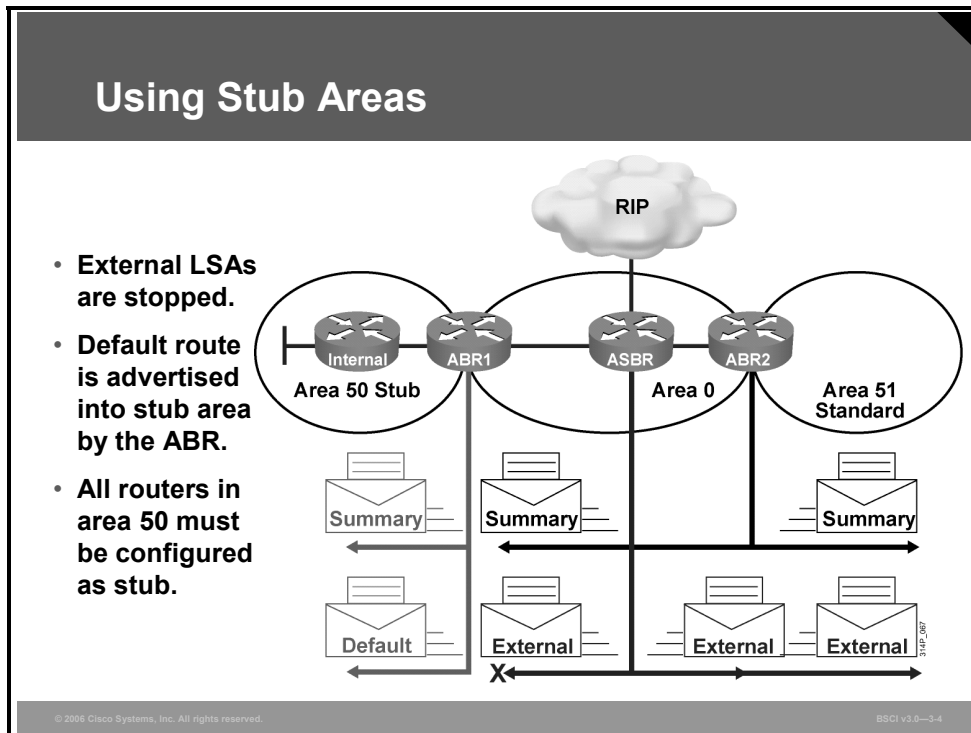 Using Stub Areas
• External LSAs
are stopped.
• Default route
is advertised
into stub area
by the ABR.
• All routers in
area 50 must
be configured
as stub.
RIP
Internal
ABR1
ASBR
ABR2
Area 50 Stub
Area 0
Area 51
Standard
Summary
Summary
Summary
Default
External
External
External
X
314P_067
© 2006 Cisco Systems, Inc. All rights reserved.
BSCI v3.0—3-4